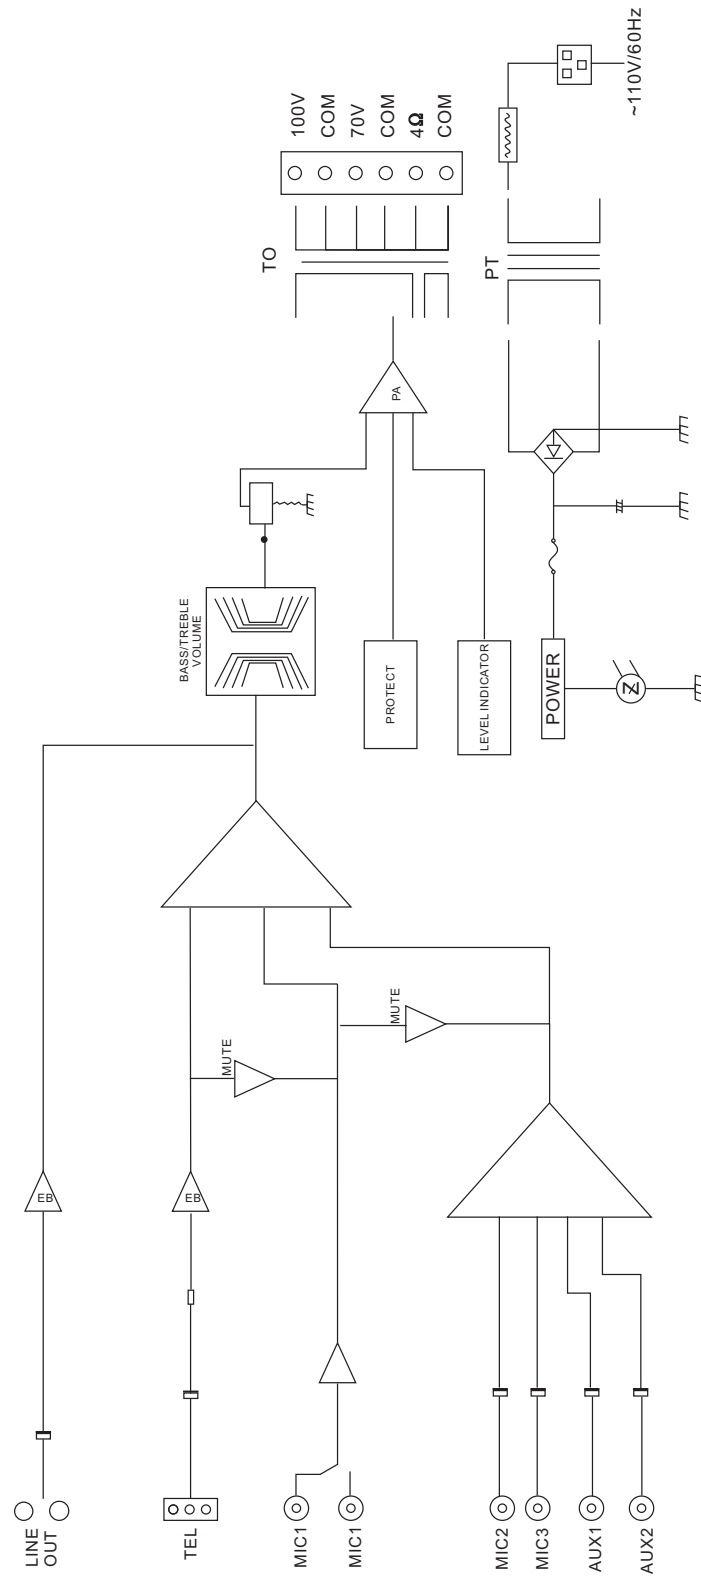 100V
COM
70V
COM
4Ω
COM
~110V/60Hz
TO
PT
PA
BASS/TREBLE
VOLUME
PROTECT
LEVEL INDICATOR
POWER
Z
MUTE
MUTE
EB
EB
LINE
OUT
TEL
MIC1
MIC1
MIC2
MIC3
AUX1
AUX2